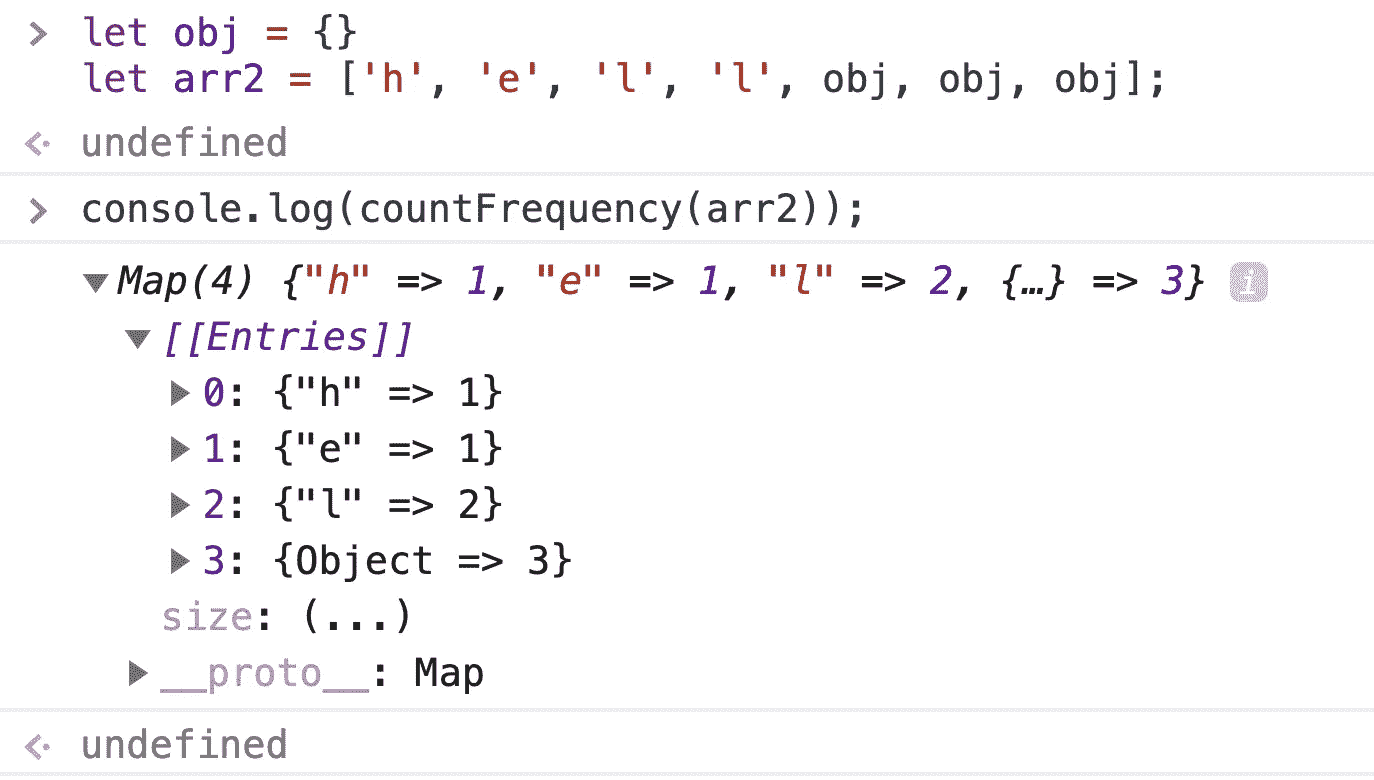 > let obj = {}
let arr2 = ['h', 'e', 'l', 'l', obj, obj, obj];
undefined
> console.log(countFrequency(arr2));
▼Map(4) {"h" => 1, "e" => 1, "l" => 2, {…} => 3} i
▼[[Entries]]
▶0: {"h" => 1}
▶1: {"e" => 1}
▶2: {"l" => 2}
▶3: {Object => 3}
size: (...)
▶__proto__: Map
undefined